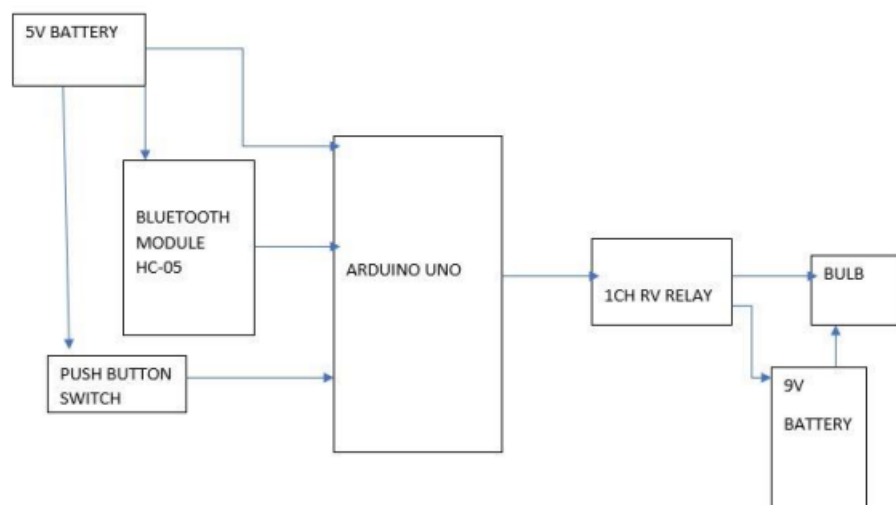 5V BATTERY
BLUETOOTH
MODULE
HC-05
PUSH BUTTON
SWITCH
ARDUINO UNO
1CH RV RELAY
BULB
9V
BATTERY